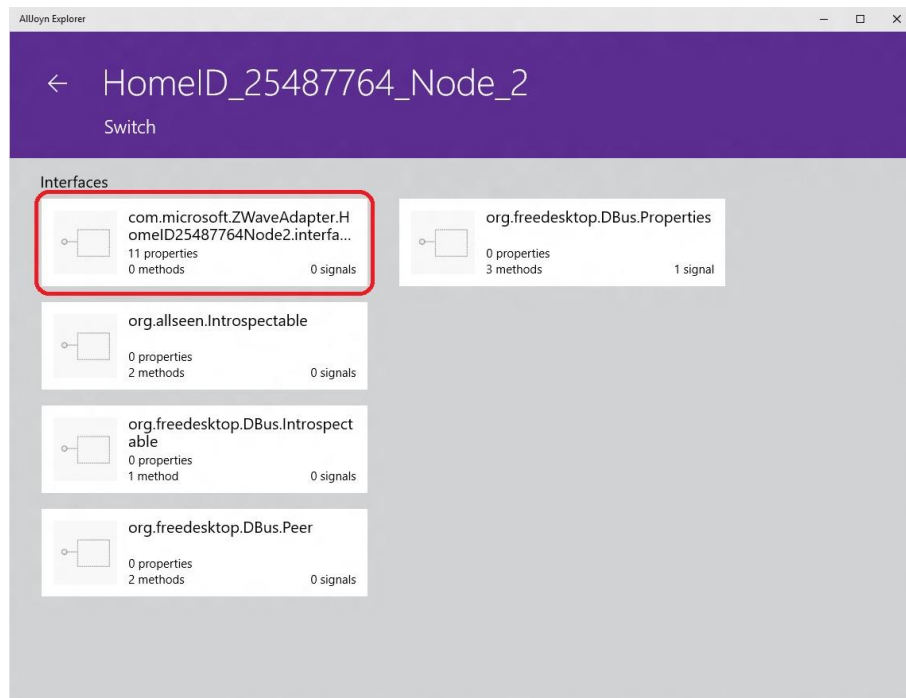 AllJoyn Explorer
HomeID_25487764_Node_2
Switch
Interfaces
com.microsoft.ZWaveAdapter.H
omeID25487764Node2.interfa...
11 properties
0 methods 0 signals
org.freedesktop.DBus.Properties
0 properties
3 methods 1 signal
org.allseen.Introspectable
0 properties
2 methods 0 signals
org.freedesktop.DBus.Introspect
able
0 properties
1 method 0 signals
org.freedesktop.DBus.Peer
0 properties
2 methods 0 signals